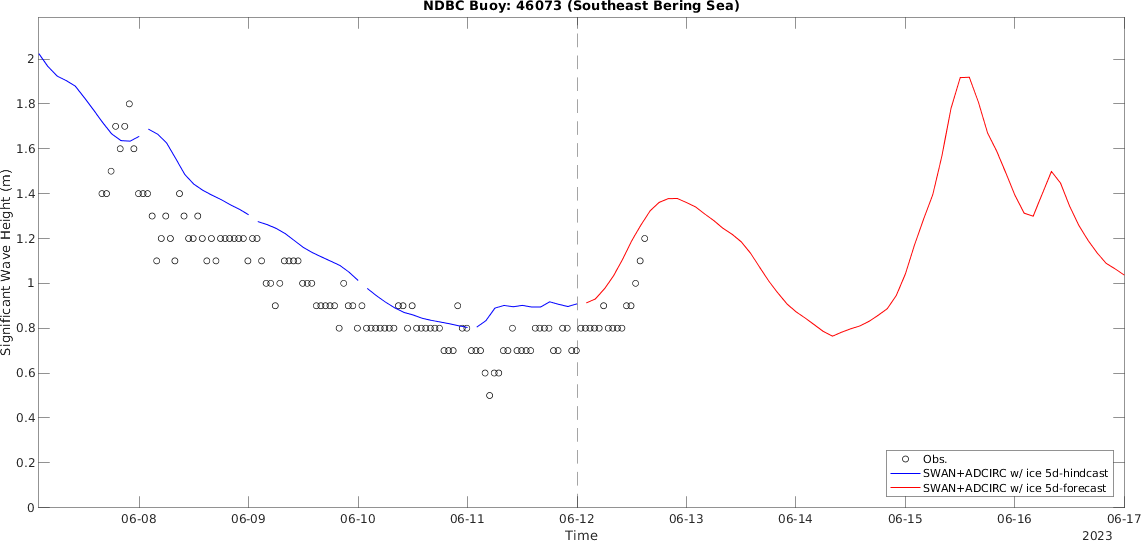 NDBC Buoy: 46073 (Southeast Bering Sea)
Significant Wave Height (m)
2
1.8
1.6
1.4
1.2
1
0.8
0.6
0.4
0.2
0
Obs.
SWAN+ADCIRC w/ ice 5d-hindcast
SWAN+ADCIRC w/ ice 5d-forecast
06-08 06-09 06-10 06-11 06-12 06-13 06-14 06-15 06-16 06-17
Time
2023